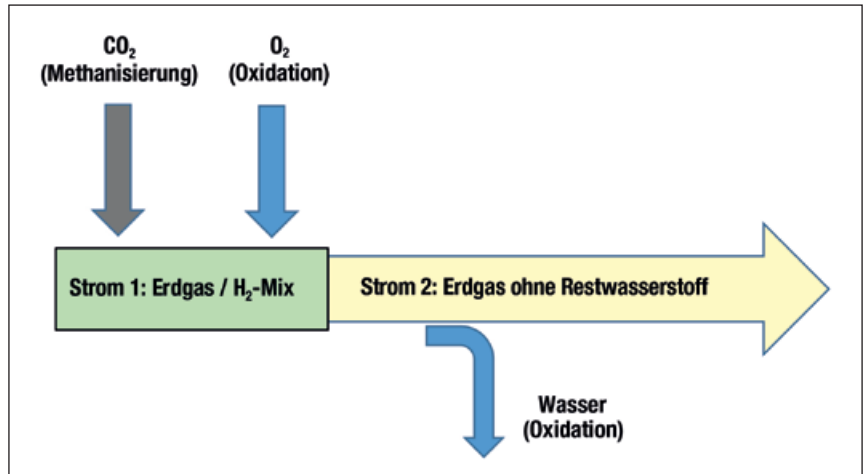 CO₂
(Methanisierung)
O₂
(Oxidation)
Strom 1: Erdgas / H₂-Mix
Strom 2: Erdgas ohne Restwasserstoff
Wasser
(Oxidation)